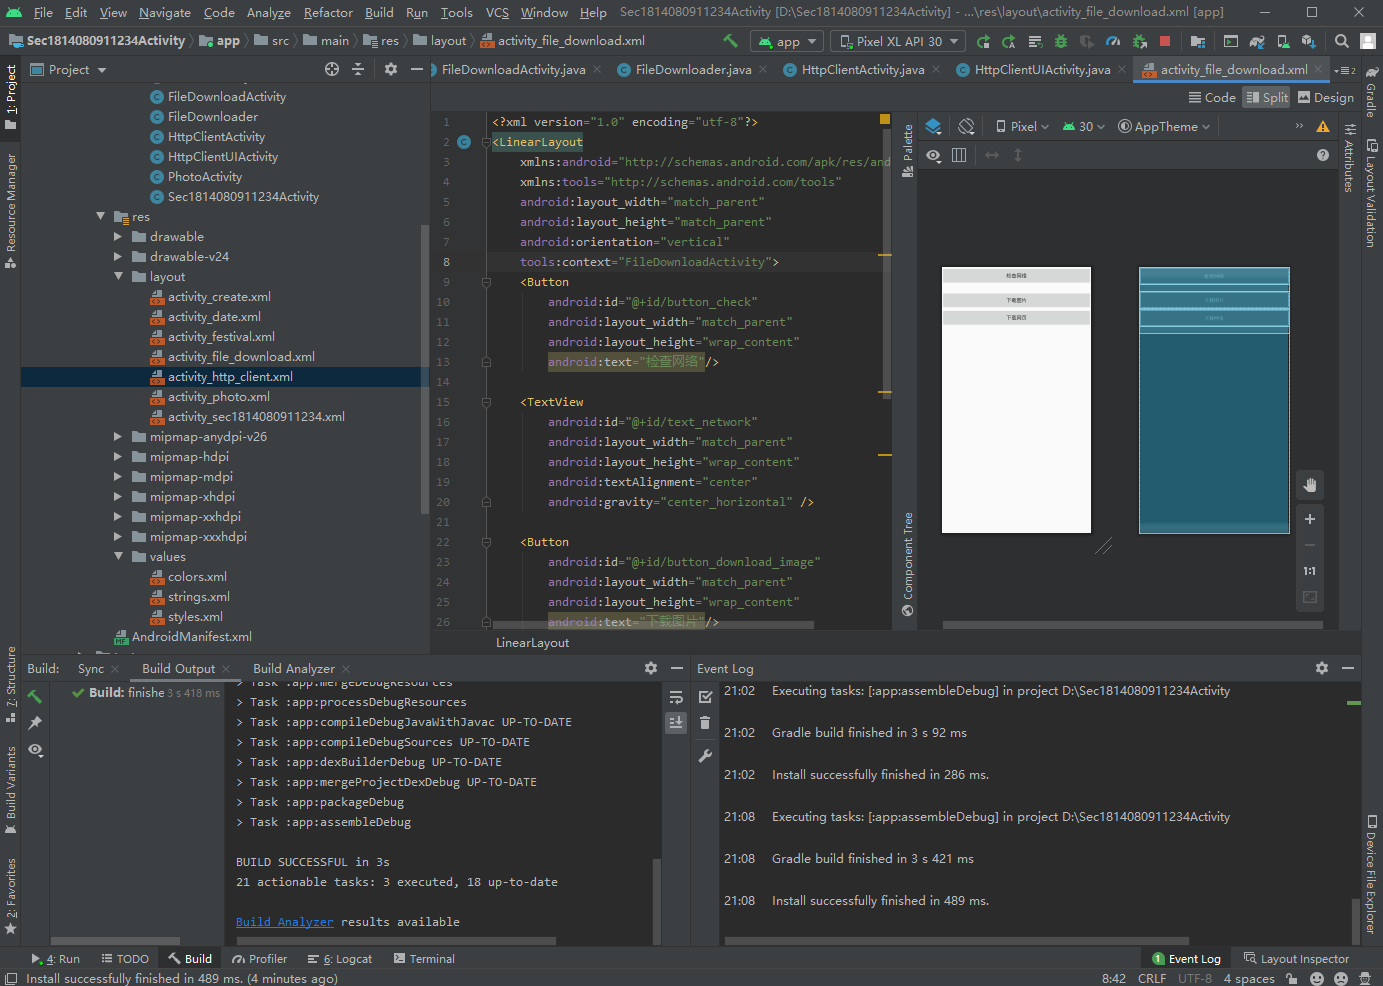 File Edit View Navigate Code Analyze Refactor Build Run Tools VCS Window Help Sec1814080911234Activity [D:\Sec1814080911234Activity] - ...\res\layout\activity_file_download.xml [app]
Sec1814080911234Activity app src main res layout activity_file_download.xml app Pixel XL API 30
Project FileDownloadActivity.java FileDownloader.java HttpClientActivity.java HttpClientUIActivity.java activity_file_download.xml 2
Code Split Design
1: Project
Resource Manager
Z: Structure
Build Variants
2: Favorites
FileDownloadActivity
FileDownloader
HttpClientActivity
HttpClientUIActivity
PhotoActivity
Sec1814080911234Activity
res
drawable
drawable-v24
layout
activity_create.xml
activity_date.xml
activity_festival.xml
activity_file_download.xml
activity_http_client.xml
activity_photo.xml
activity_sec1814080911234.xml
mipmap-anydpi-v26
mipmap-hdpi
mipmap-mdpi
mipmap-xhdpi
mipmap-xxhdpi
mipmap-xxxhdpi
values
colors.xml
strings.xml
styles.xml
AndroidManifest.xml
1 <?xml version="1.0" encoding="utf-8"?>
2 <LinearLayout
3 xmlns:android="http://schemas.android.com/apk/res/and
4 xmlns:tools="http://schemas.android.com/tools"
5 android:layout_width="match_parent"
6 android:layout_height="match_parent"
7 android:orientation="vertical"
8 tools:context="FileDownloadActivity">
9 <Button
10 android:id="@+id/button_check"
11 android:layout_width="match_parent"
12 android:layout_height="wrap_content"
13 android:text="检查网络"/>
14
15 <TextView
16 android:id="@+id/text_network"
17 android:layout_width="match_parent"
18 android:layout_height="wrap_content"
19 android:textAlignment="center"
20 android:gravity="center_horizontal" />
21
22 <Button
23 android:id="@+id/button_download_image"
24 android:layout_width="match_parent"
25 android:layout_height="wrap_content"
26 android:text="下载图片"/>
LinearLayout
Palette
Component Tree
Pixel 30 AppTheme
检查网络
下载图片
下载网页
1:1
Attributes
Gradle
Layout Validation
Device File Explorer
Build: Sync Build Output Build Analyzer
Build: finishe 3 s 418 ms
> Task :app:mergeDebugResources
> Task :app:processDebugResources
> Task :app:compileDebugJavaWithJavac UP-TO-DATE
> Task :app:compileDebugSources UP-TO-DATE
> Task :app:dexBuilderDebug UP-TO-DATE
> Task :app:mergeProjectDexDebug UP-TO-DATE
> Task :app:packageDebug
> Task :app:assembleDebug
BUILD SUCCESSFUL in 3s
21 actionable tasks: 3 executed, 18 up-to-date
Build Analyzer results available
Event Log
21:02 Executing tasks: [:app:assembleDebug] in project D:\Sec1814080911234Activity
21:02 Gradle build finished in 3 s 92 ms
21:02 Install successfully finished in 286 ms.
21:08 Executing tasks: [:app:assembleDebug] in project D:\Sec1814080911234Activity
21:08 Gradle build finished in 3 s 421 ms
21:08 Install successfully finished in 489 ms.
4: Run TODO Build Profiler 6: Logcat Terminal 1 Event Log Layout Inspector
Install successfully finished in 489 ms. (4 minutes ago) 8:42 CRLF UTF-8 4 spaces